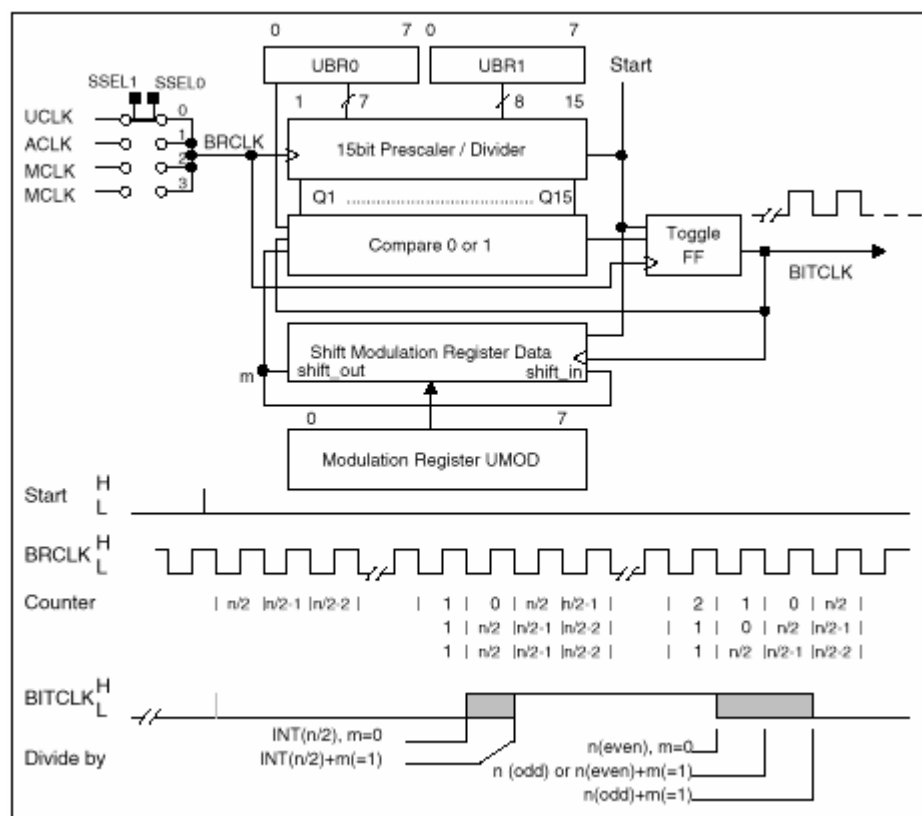 0 7 0 7
UBR0 UBR1 Start
SSEL1 SSEL0
1 7 8 15
UCLK 0
ACLK 1 BRCLK 15bit Prescaler / Divider
MCLK 2
MCLK 3
Q1 .................................. Q15
Compare 0 or 1 Toggle
FF
BITCLK
Shift Modulation Register Data
m shift_out shift_in
0 7
Modulation Register UMOD
Start H
L
BRCLK H
L
Counter | n/2 |n/2-1 |n/2-2 | | 1 | 0 | n/2 |n/2-1 | | 2 | 1 | 0 | n/2 |
1 | n/2 |n/2-1 |n/2-2 | | 1 | 0 | n/2 |n/2-1 |
1 | n/2 |n/2-1 |n/2-2 | | 1 | n/2 |n/2-1 |n/2-2 |
BITCLK H
L
INT(n/2), m=0 n(even), m=0
Divide by INT(n/2)+m(=1) n (odd) or n(even)+m(=1)
n(odd)+m(=1)